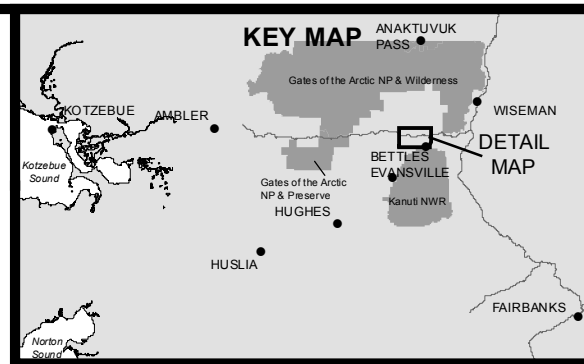 KEY MAP
ANAKTUVUK
PASS
Gates of the Arctic NP & Wilderness
KOTZEBUE
AMBLER
WISEMAN
Kotzebue
Sound
DETAIL
MAP
BETTLES
EVANSVILLE
Gates of the Arctic
NP & Preserve
Kanuti NWR
HUGHES
HUSLIA
FAIRBANKS
Norton
Sound